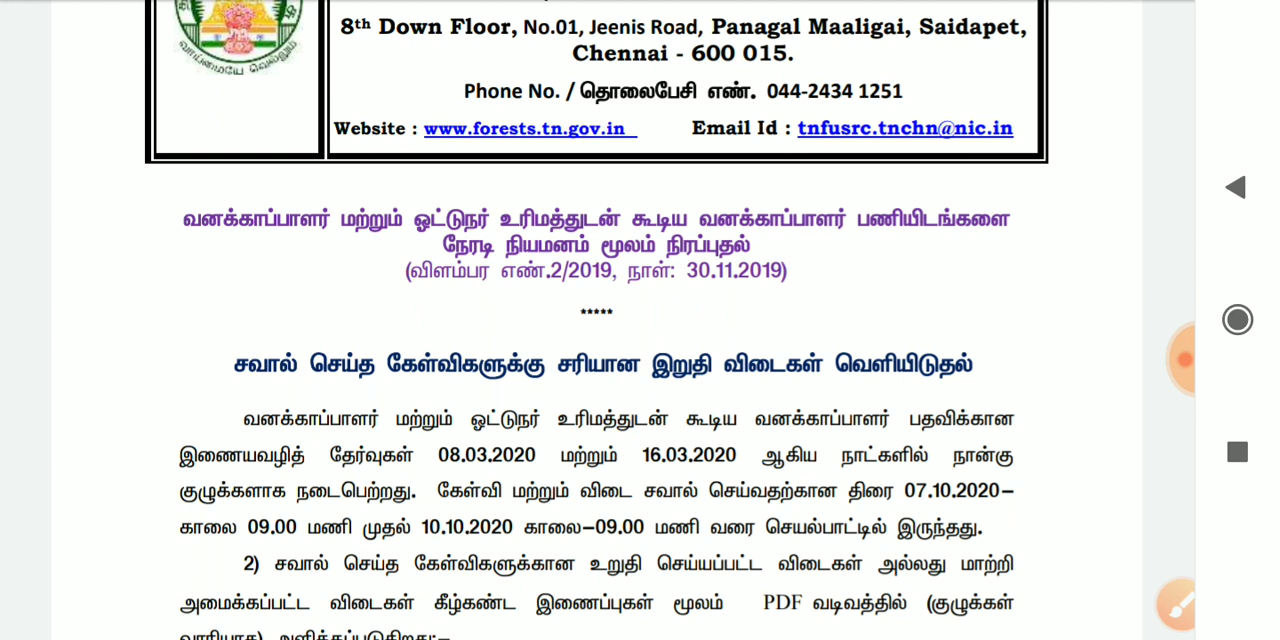 வாய்மையே வெல்லும்
8th Down Floor, No.01, Jeenis Road, Panagal Maaligai, Saidapet,
Chennai - 600 015.
Phone No. / தொலைபேசி எண். 044-2434 1251
Website : www.forests.tn.gov.in Email Id : tnfusrc.tnchn@nic.in
வனக்காப்பாளர் மற்றும் ஓட்டுநர் உரிமத்துடன் கூடிய வனக்காப்பாளர் பணியிடங்களை
நேரடி நியமனம் மூலம் நிரப்புதல்
(விளம்பர எண்.2/2019, நாள்: 30.11.2019)
*****
சவால் செய்த கேள்விகளுக்கு சரியான இறுதி விடைகள் வெளியிடுதல்
வனக்காப்பாளர் மற்றும் ஓட்டுநர் உரிமத்துடன் கூடிய வனக்காப்பாளர் பதவிக்கான
இணையவழித் தேர்வுகள் 08.03.2020 மற்றும் 16.03.2020 ஆகிய நாட்களில் நான்கு
குழுக்களாக நடைபெற்றது. கேள்வி மற்றும் விடை சவால் செய்வதற்கான திரை 07.10.2020–
காலை 09.00 மணி முதல் 10.10.2020 காலை–09.00 மணி வரை செயல்பாட்டில் இருந்தது.
2) சவால் செய்த கேள்விகளுக்கான உறுதி செய்யப்பட்ட விடைகள் அல்லது மாற்றி
அமைக்கப்பட்ட விடைகள் கீழ்கண்ட இணைப்புகள் மூலம் PDF வடிவத்தில் (குழுக்கள்
வாரியாக) அளிக்கப்படுகிறது:–